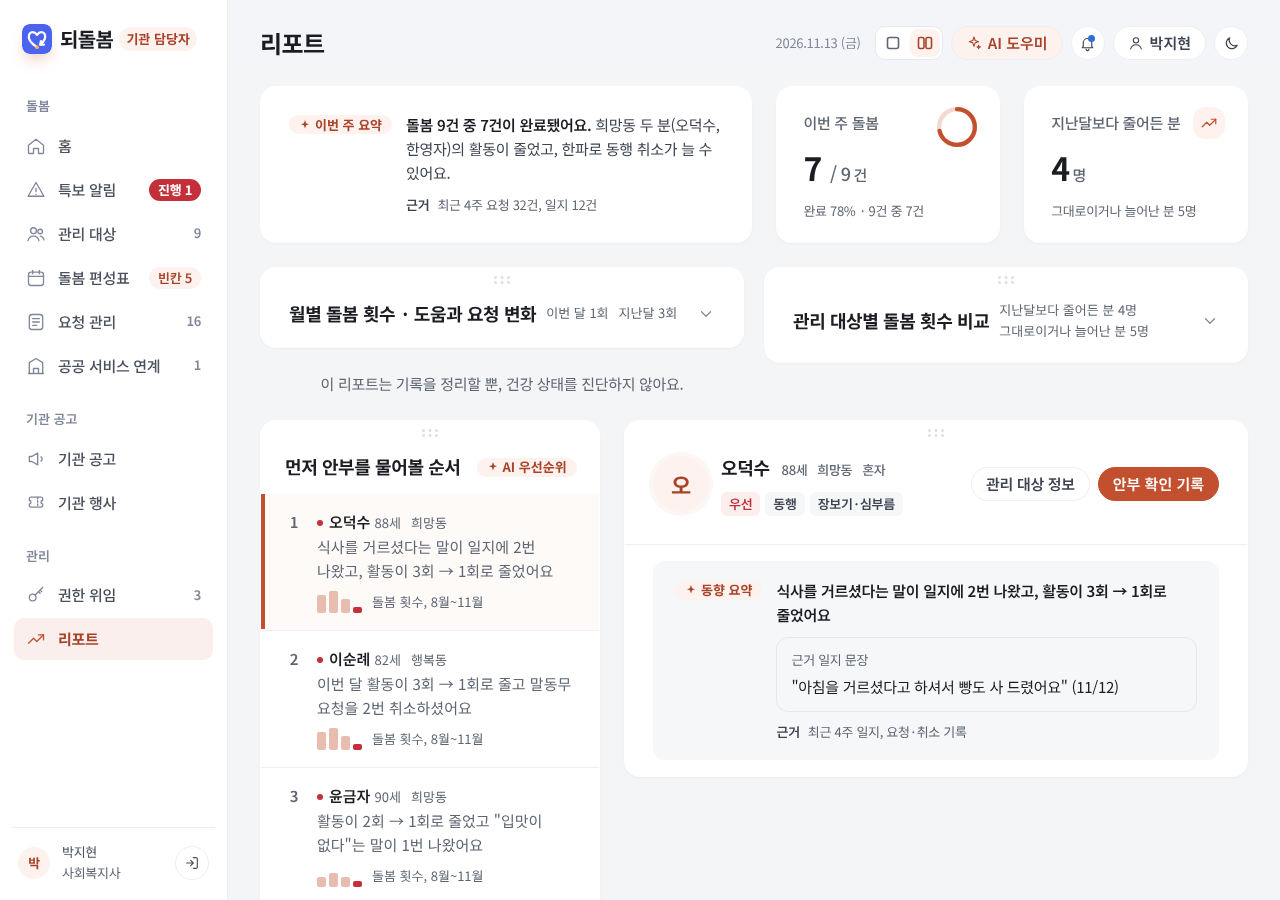 되돌봄 기관 담당자
돌봄
홈
특보 알림 진행 1
관리 대상 9
돌봄 편성표 빈칸 5
요청 관리 16
공공 서비스 연계 1
기관 공고
기관 공고
기관 행사
관리
권한 위임 3
리포트
박 박지현
사회복지사
리포트
2026.11.13 (금) AI 도우미 박지현
이번 주 요약 돌봄 9건 중 7건이 완료됐어요. 희망동 두 분(오덕수,
한영자)의 활동이 줄었고, 한파로 동행 취소가 늘 수
있어요.
근거 최근 4주 요청 32건, 일지 12건
이번 주 돌봄
7 / 9 건
완료 78% · 9건 중 7건
지난달보다 줄어든 분
4 명
그대로이거나 늘어난 분 5명
월별 돌봄 횟수 · 도움과 요청 변화 이번 달 1회 지난달 3회
관리 대상별 돌봄 횟수 비교 지난달보다 줄어든 분 4명
그대로이거나 늘어난 분 5명
이 리포트는 기록을 정리할 뿐, 건강 상태를 진단하지 않아요.
먼저 안부를 물어볼 순서 AI 우선순위
1 오덕수 88세 희망동
식사를 거르셨다는 말이 일지에 2번
나왔고, 활동이 3회 → 1회로 줄었어요
돌봄 횟수, 8월~11월
2 이순례 82세 행복동
이번 달 활동이 3회 → 1회로 줄고 말동무
요청을 2번 취소하셨어요
돌봄 횟수, 8월~11월
3 윤금자 90세 희망동
활동이 2회 → 1회로 줄었고 "입맛이
없다"는 말이 1번 나왔어요
돌봄 횟수, 8월~11월
오 오덕수 88세 희망동 혼자
우선 동행 장보기·심부름
관리 대상 정보 안부 확인 기록
동향 요약 식사를 거르셨다는 말이 일지에 2번 나왔고, 활동이 3회 → 1회로
줄었어요
근거 일지 문장
"아침을 거르셨다고 하셔서 빵도 사 드렸어요" (11/12)
근거 최근 4주 일지, 요청·취소 기록